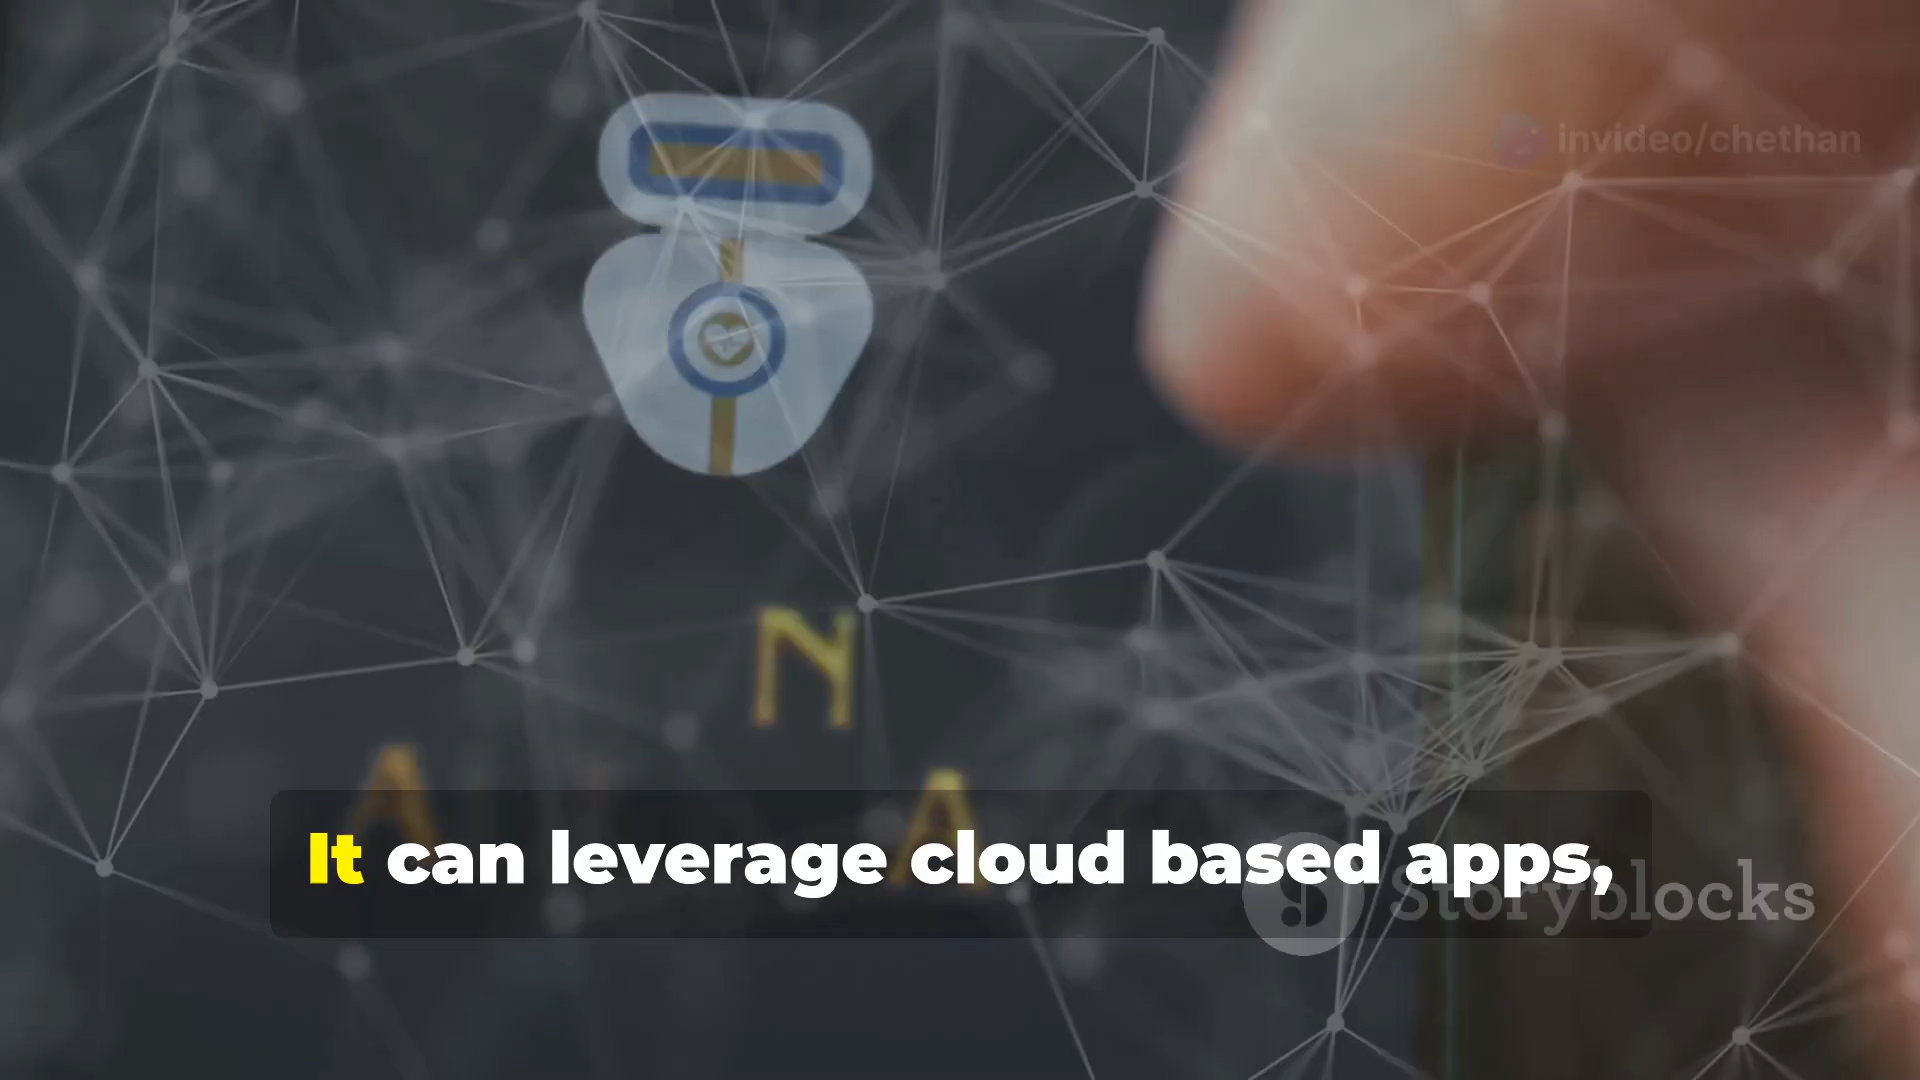 invideo/chethan
N
A
A
It can leverage cloud based apps,
Storyblocks